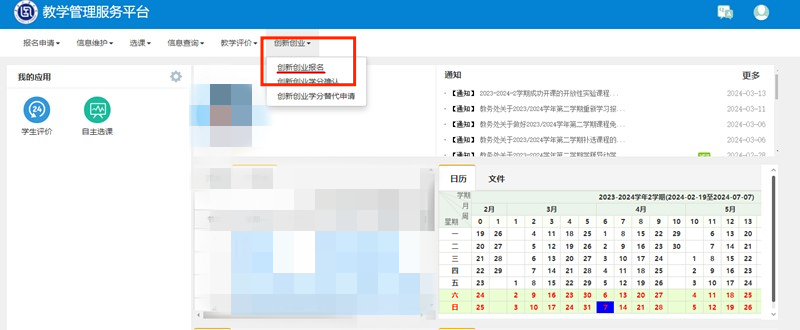 教学管理服务平台
报名申请 信息维护 选课 信息查询 教学评价 创新创业
创新创业报名
创新创业学分确认
创新创业学分替代申请
我的应用
学生评价 自主选课
通知 更多
【通知】2023-2024-2学期成功开课的开放性实验课程... 2024-03-13
【通知】教务处关于2023/2024学年第二学期重新学习报... 2024-03-11
【通知】教务处关于做好2023/2024学年第二学期课程免... 2024-03-06
【通知】教务处关于2023/2024学年第二学期补选课程的... 2024-03-06
【通知】教务处关于2023/2024学年第二学期 2024-02-28
日历 文件
学期 2023-2024学年2学期(2024-02-19至2024-07-07)
月 2月 3月 4月 5月
周
星期 0 1 1 2 3 4 5 6 7 8 9 10 10 11 12 13
一 19 26 4 11 18 25 1 8 15 22 29 6 13 20
二 20 27 5 12 19 26 2 9 16 23 30 7 14 21
三 21 28 6 13 20 27 3 10 17 24 1 8 15 22
四 22 29 7 14 21 28 4 11 18 25 2 9 16 23
五 23 1 8 15 22 29 5 12 19 26 3 10 17 24
六 24 2 9 16 23 30 6 13 20 27 4 11 18 25
日 25 3 10 17 24 31 7 14 21 28 5 12 19 26